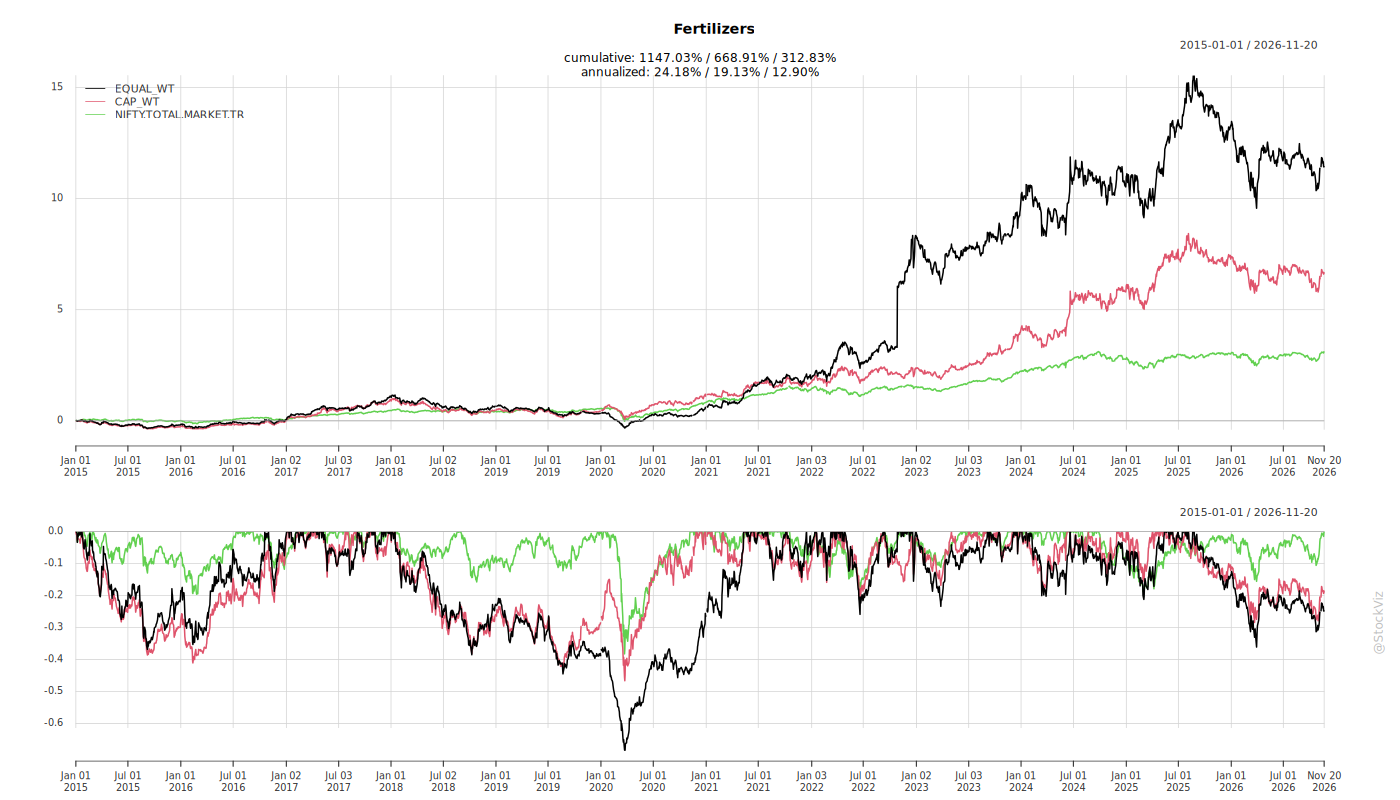 Fertilizers
2015-01-01 / 2026-11-20
cumulative: 1147.03% / 668.91% / 312.83%
annualized: 24.18% / 19.13% / 12.90%
EQUAL_WT
CAP_WT
NIFTY.TOTAL.MARKET.TR
15
10
5
0
Jan 01 Jul 01 Jan 01 Jul 01 Jan 02 Jul 03 Jan 01 Jul 02 Jan 01 Jul 01 Jan 01 Jul 01 Jan 01 Jul 01 Jan 03 Jul 01 Jan 02 Jul 03 Jan 01 Jul 01 Jan 01 Jul 01 Jan 01 Jul 01 Nov 20
2015 2015 2016 2016 2017 2017 2018 2018 2019 2019 2020 2020 2021 2021 2022 2022 2023 2023 2024 2024 2025 2025 2026 2026 2026
2015-01-01 / 2026-11-20
0.0
-0.1
-0.2
-0.3
-0.4
-0.5
-0.6
Jan 01 Jul 01 Jan 01 Jul 01 Jan 02 Jul 03 Jan 01 Jul 02 Jan 01 Jul 01 Jan 01 Jul 01 Jan 01 Jul 01 Jan 03 Jul 01 Jan 02 Jul 03 Jan 01 Jul 01 Jan 01 Jul 01 Jan 01 Jul 01 Nov 20
2015 2015 2016 2016 2017 2017 2018 2018 2019 2019 2020 2020 2021 2021 2022 2022 2023 2023 2024 2024 2025 2025 2026 2026 2026
@StockViz